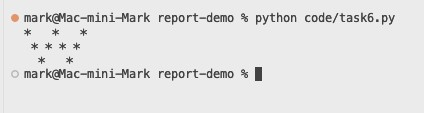 mark@Mac-mini-Mark report-demo % python code/task6.py
*   *   *
 * * * *
  *   *
mark@Mac-mini-Mark report-demo %